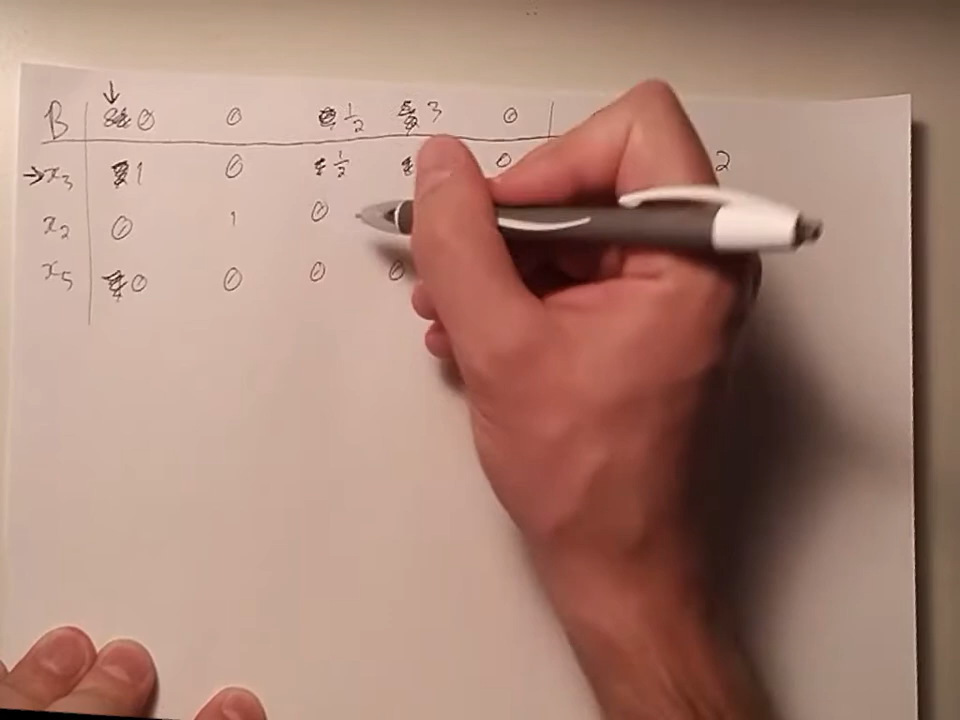 B ↓ 0 0 1/2 3 0
→x₃ 1 0 1/2 0 2
x₂ 0 1 0
x₅ 0 0 0 0